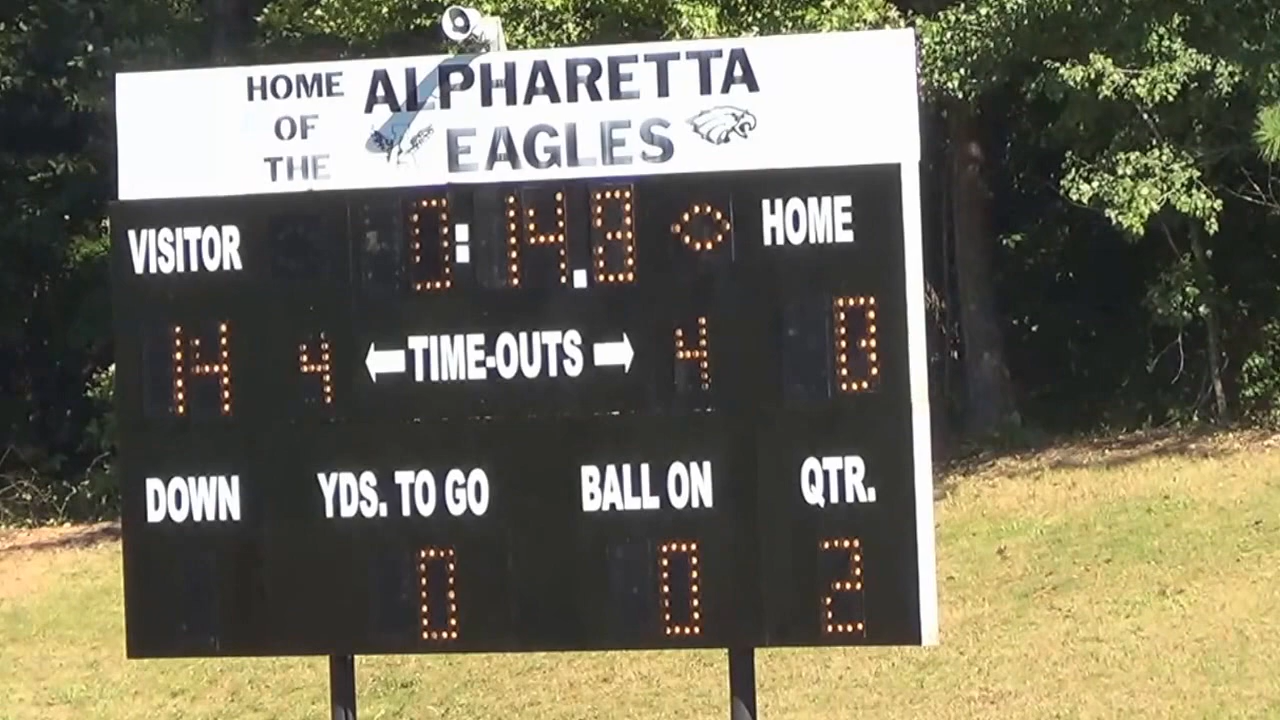 HOME OF THE
ALPHARETTA
EAGLES
VISITOR 0:14.8 HOME
14 4 TIME-OUTS 4 8
DOWN YDS. TO GO BALL ON QTR.
0 0 2